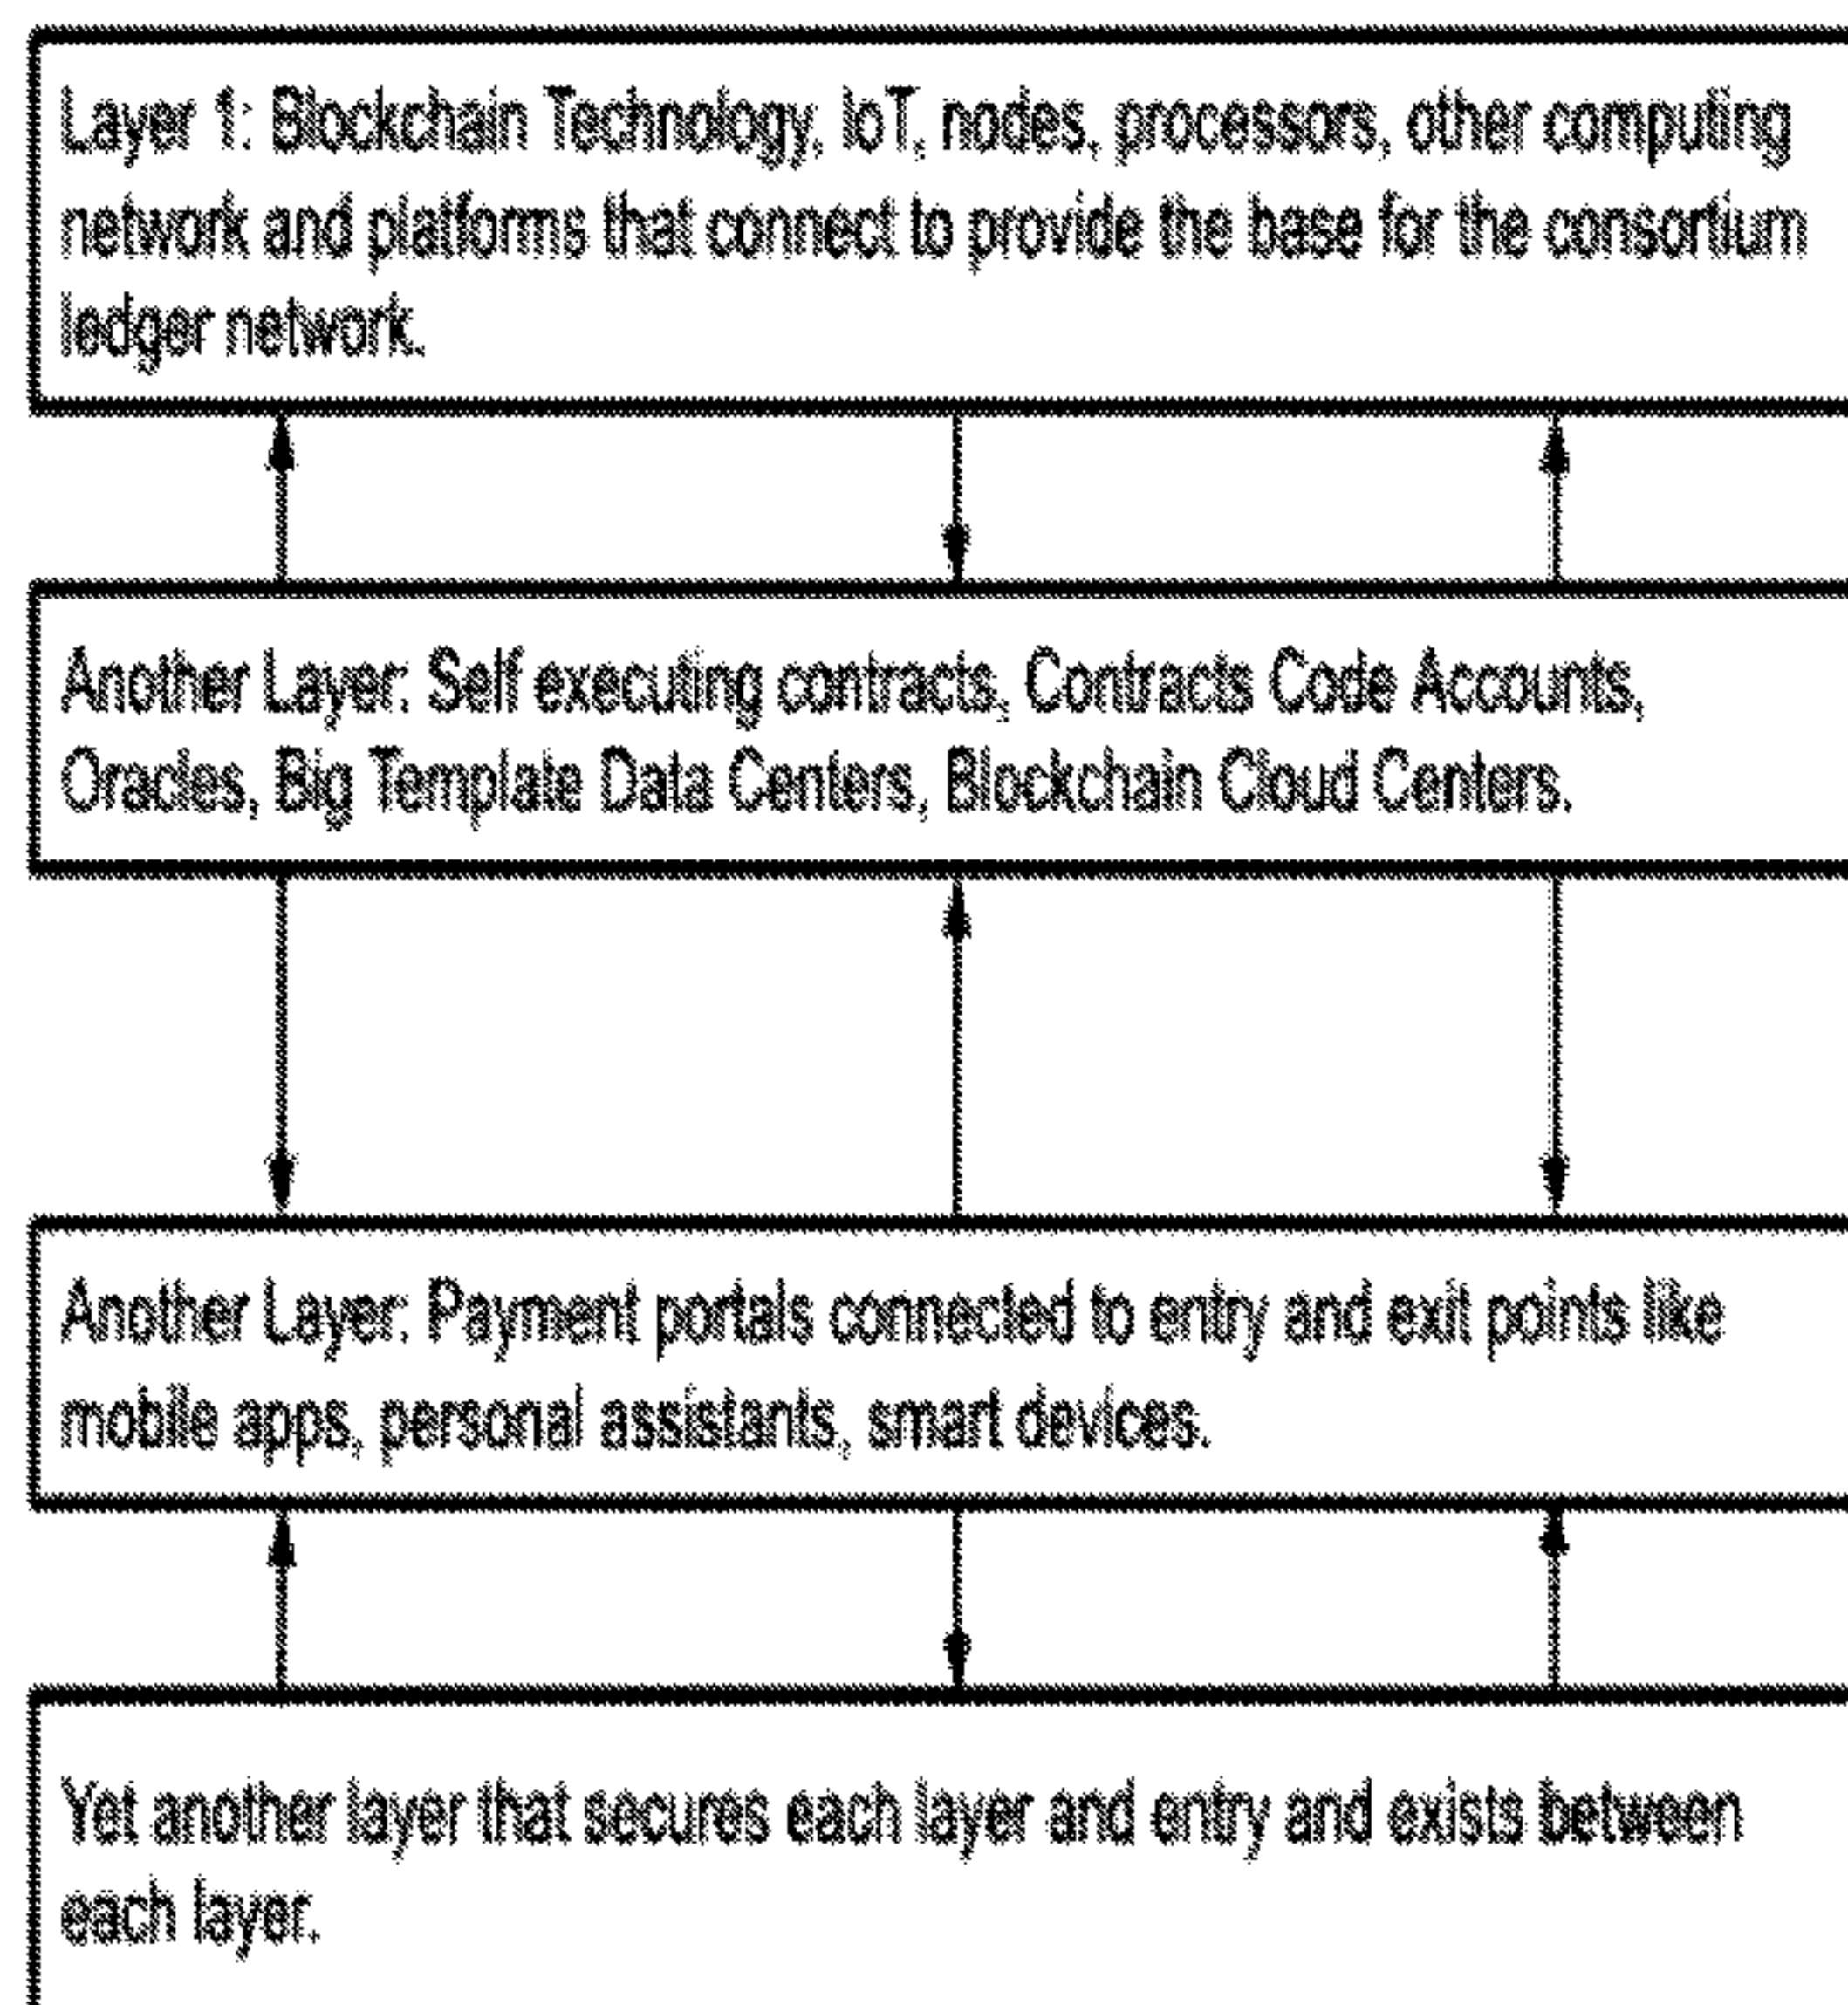 Layer 1: Blockchain Technology, IoT, nodes, processors, other computing
network and platforms that connect to provide the base for the consortium
ledger network.
Another Layer: Self executing contracts, Contracts Code Accounts,
Oracles, Big Template Data Centers, Blockchain Cloud Centers.
Another Layer: Payment portals connected to entry and exit points like
mobile apps, personal assistants, smart devices.
Yet another layer that secures each layer and entry and exists between
each layer.